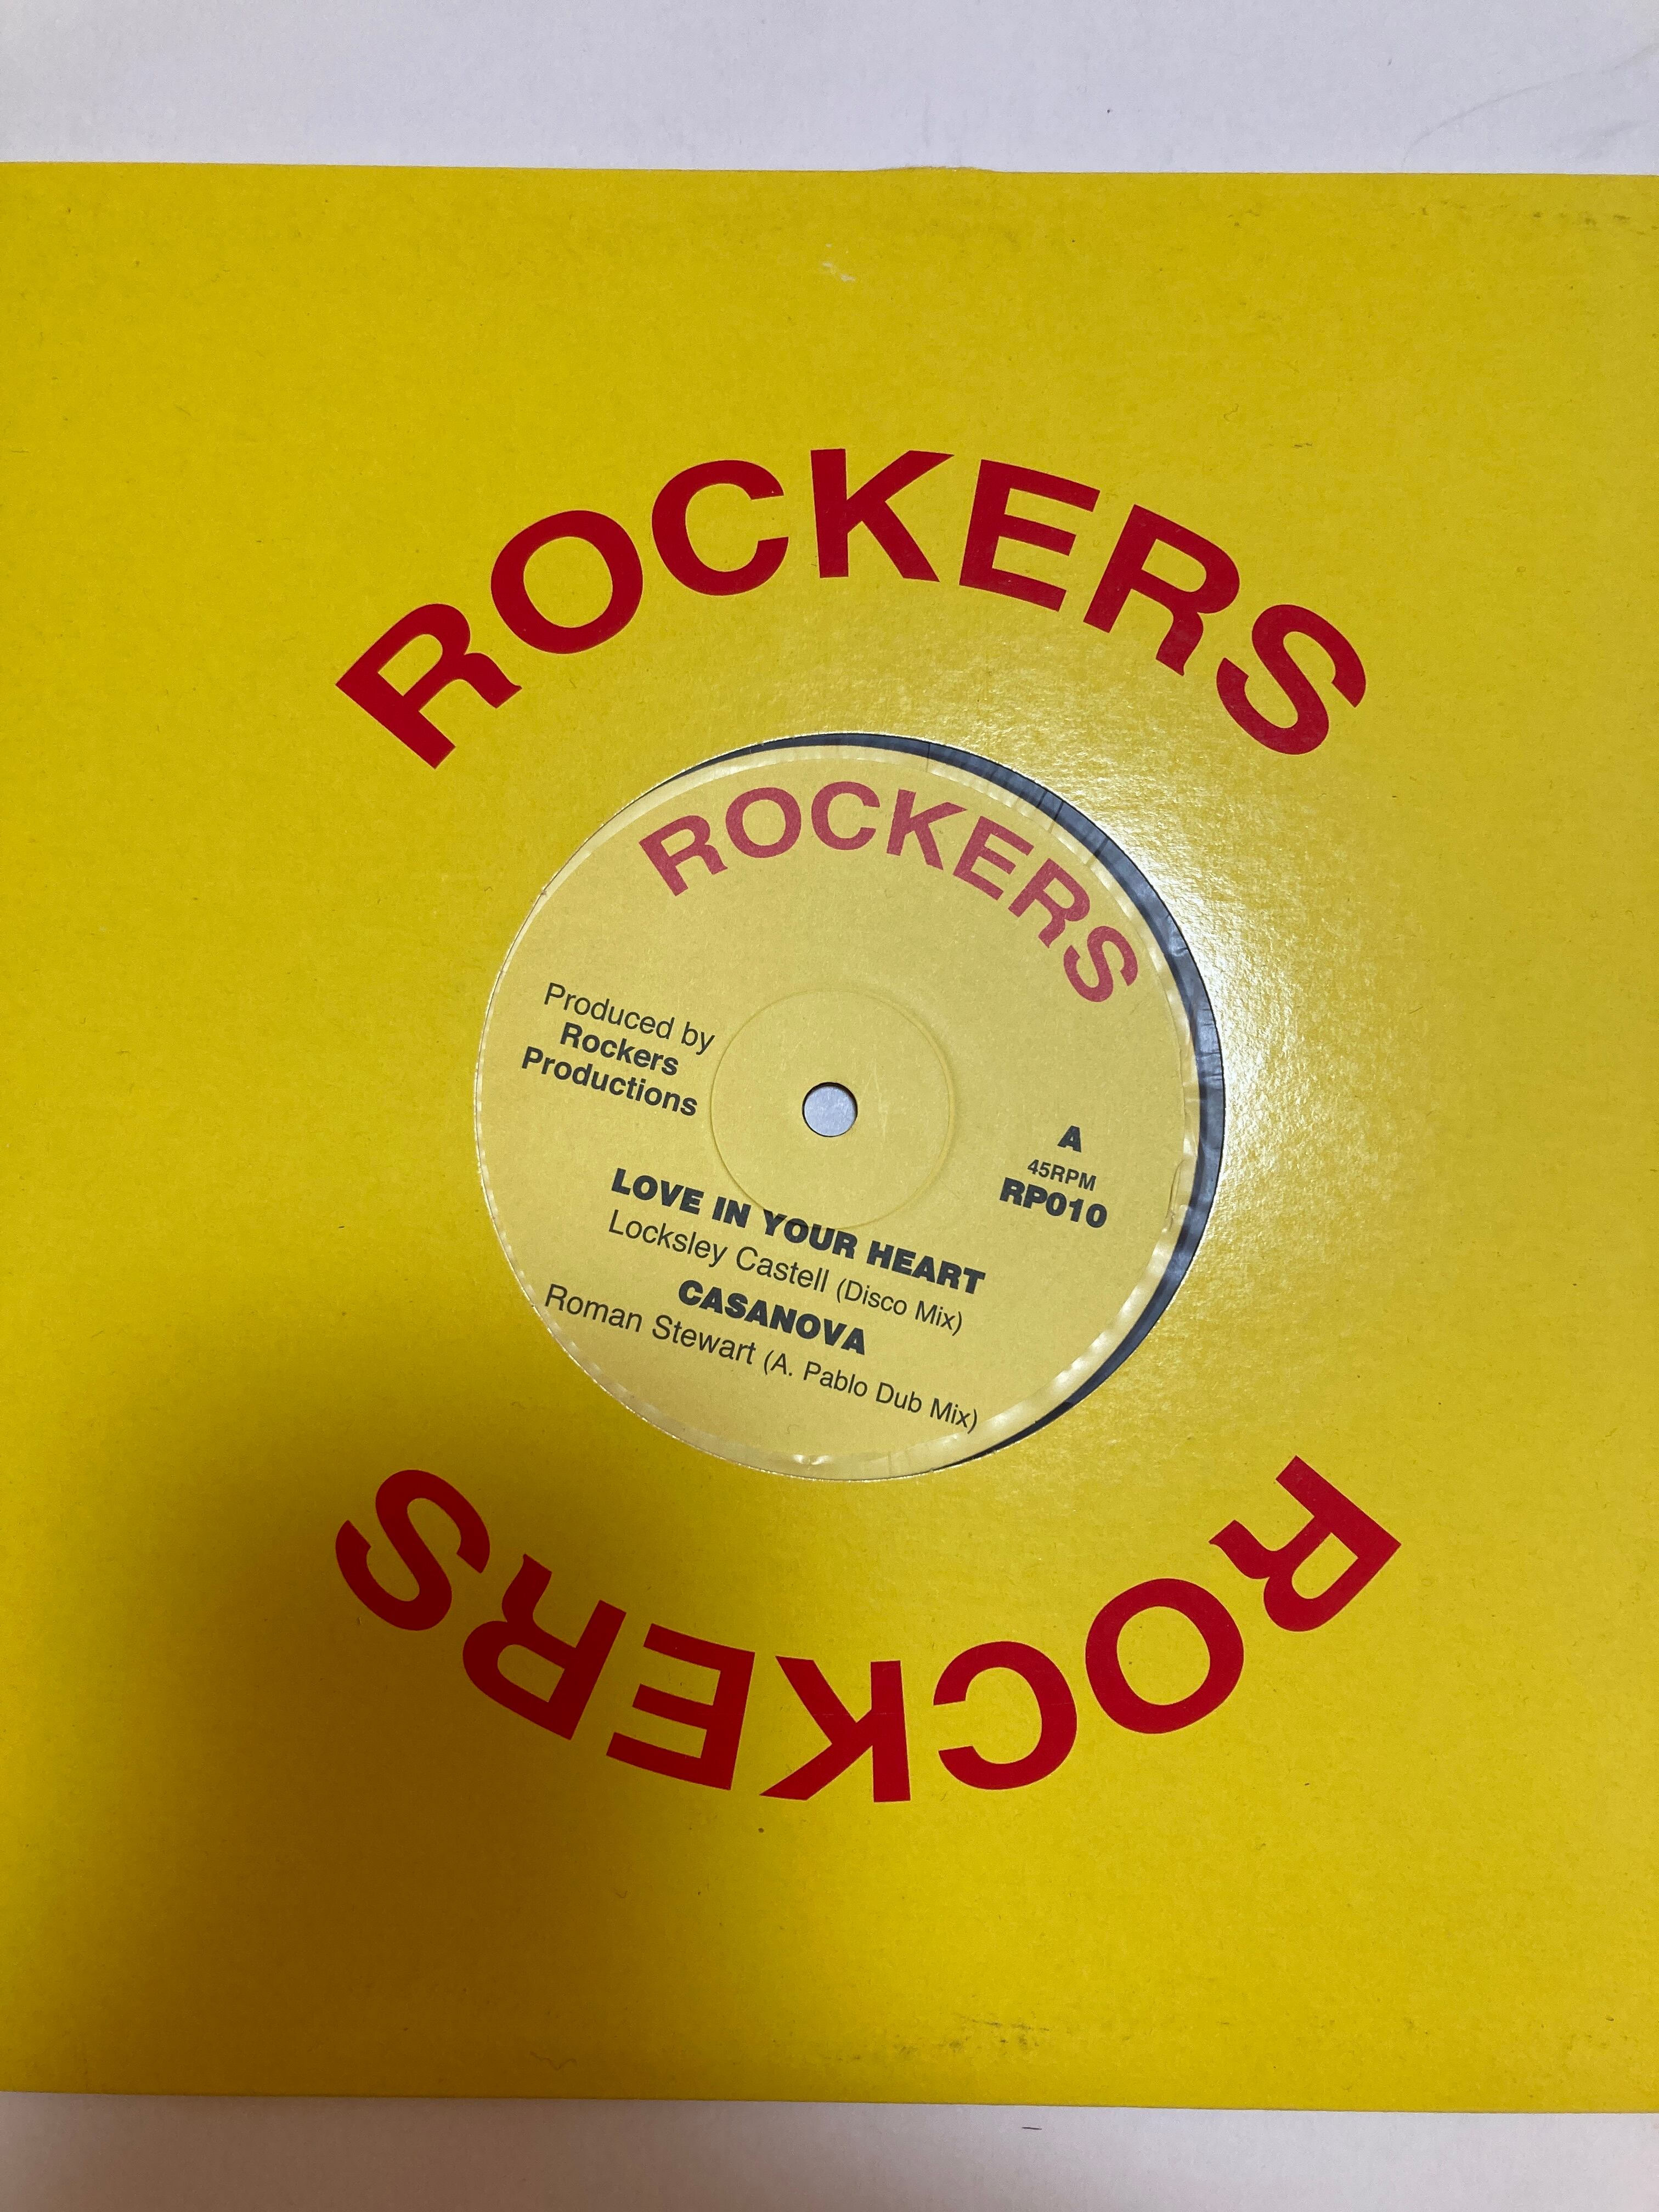 ROCKERS
ROCKERS
Produced by
Rockers
Productions
A
45RPM
RP010
LOVE IN YOUR HEART
Locksley Castell (Disco Mix)
CASANOVA
Roman Stewart (A. Pablo Dub Mix)
ROCKERS